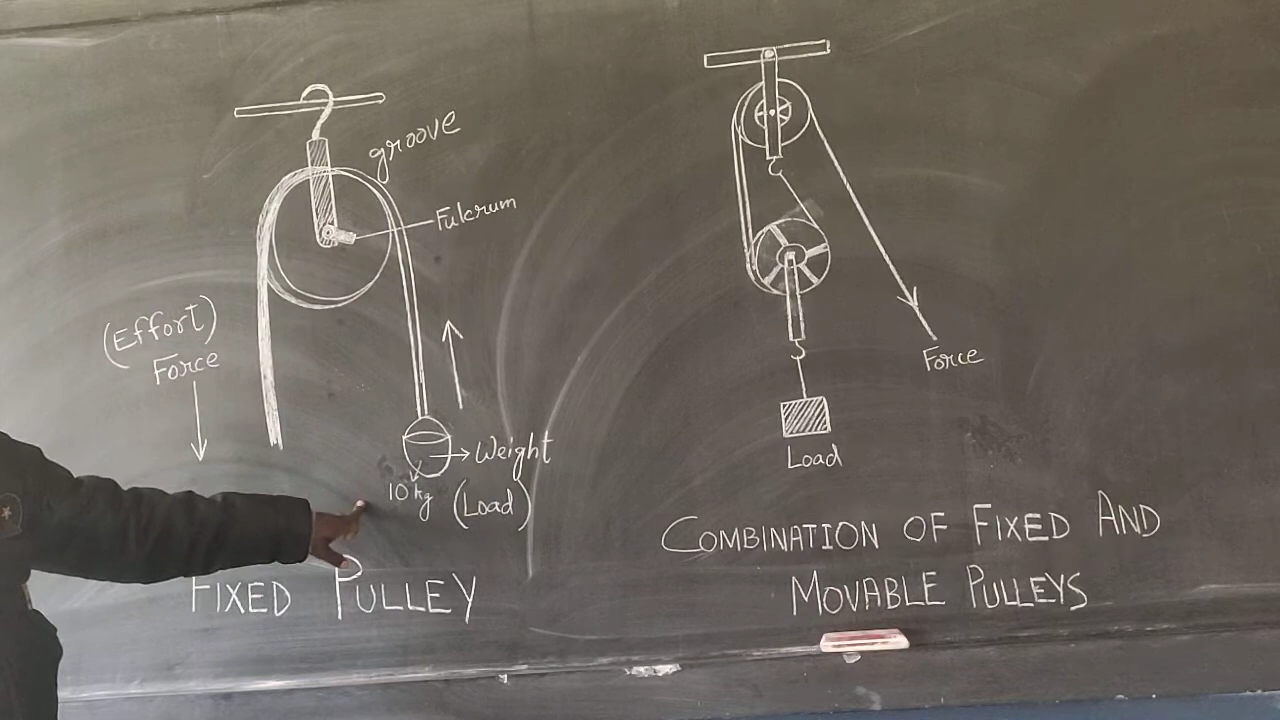 groove
Fulcrum
(Effort)
Force
Weight
10 kg
(Load)
FIXED PULLEY
Force
Load
COMBINATION OF FIXED AND
MOVABLE PULLEYS